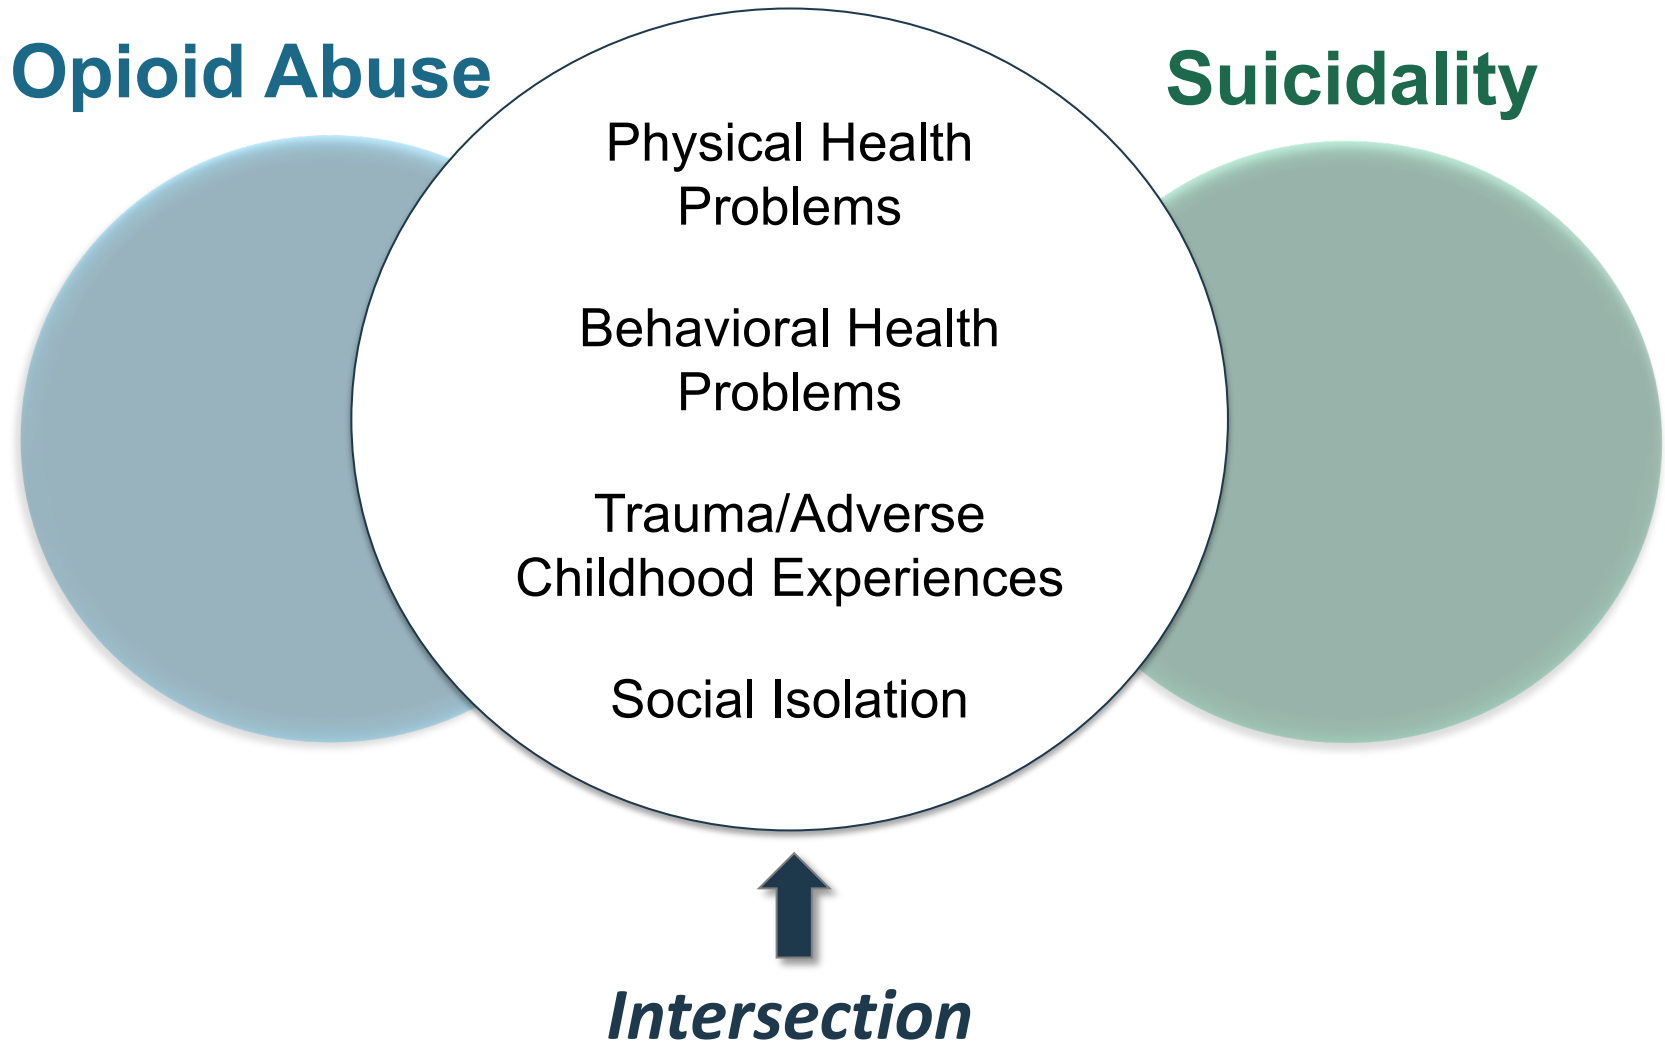 Opioid Abuse
Suicidality
Physical Health
Problems
Behavioral Health
Problems
Trauma/Adverse
Childhood Experiences
Social Isolation
Intersection